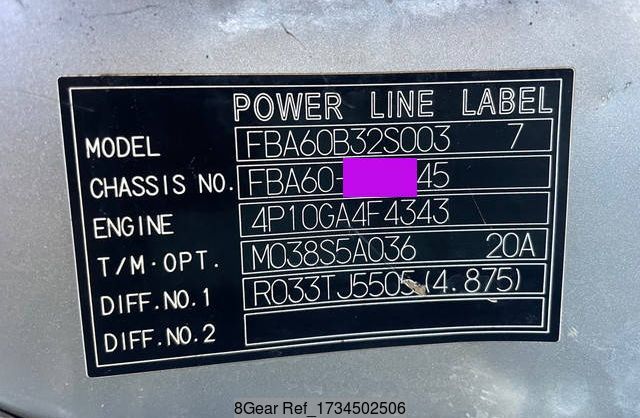 POWER LINE LABEL
MODEL FBA60B32S003 7
CHASSIS NO. FBA60- 45
ENGINE 4P10GA4F4343
T/M·OPT. M038S5A036 20A
DIFF.NO.1 R033TJ5505(4.875)
DIFF.NO.2
8Gear Ref_1734502506